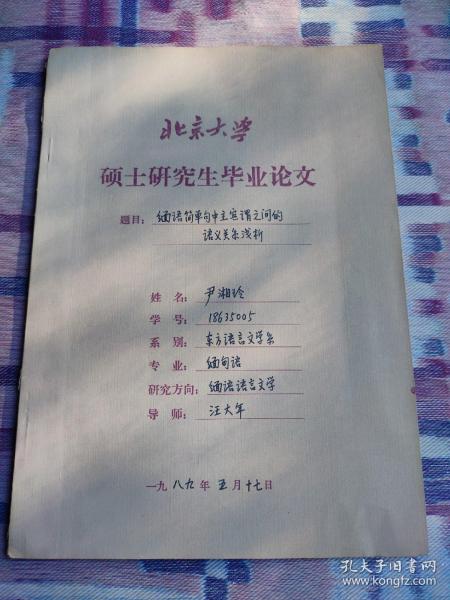 北京大学
硕士研究生毕业论文
题目：缅语简单句中主宾谓之间的
语义关系浅析
姓名：尹湘玲
学号：18635005
系别：东方语言文学系
专业：缅甸语
研究方向：缅语语言文学
导师：汪大年
一九八九年五月十七日
孔夫子旧书网
www.kongfz.com